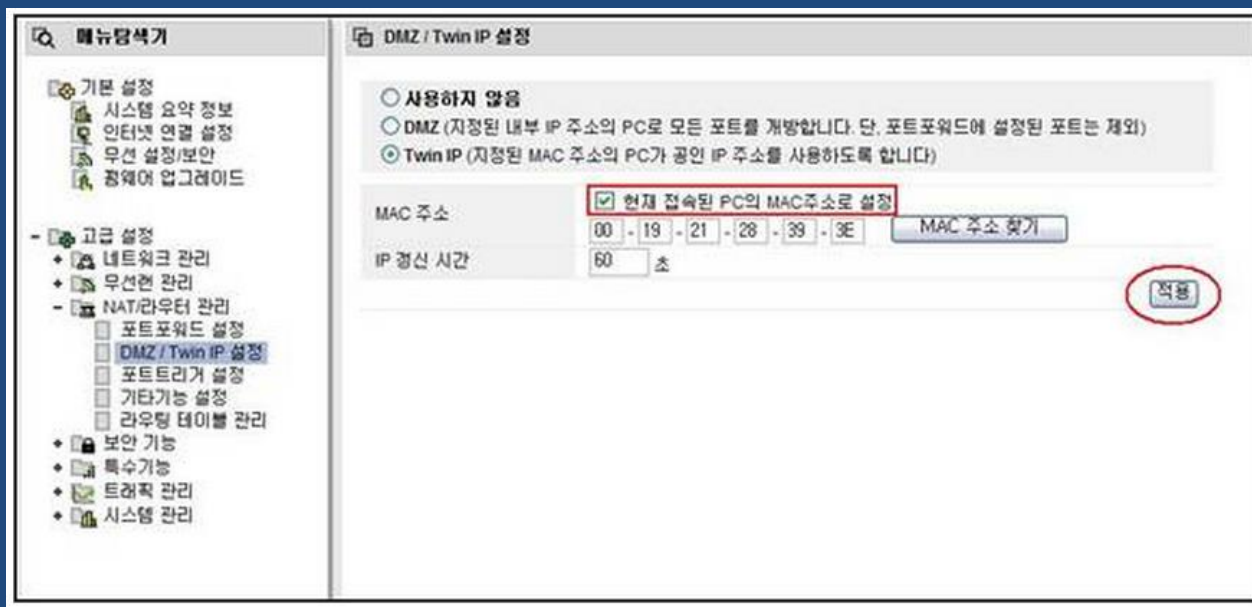 메뉴탐색기
기본 설정
시스템 요약 정보
인터넷 연결 설정
무선 설정/보안
펌웨어 업그레이드
고급 설정
네트워크 관리
무선랜 관리
NAT/라우터 관리
포트포워드 설정
DMZ / Twin IP 설정
포트트리거 설정
기타기능 설정
라우팅 테이블 관리
보안 기능
특수기능
트래픽 관리
시스템 관리
DMZ / Twin IP 설정
사용하지 않음
DMZ (지정된 내부 IP 주소의 PC로 모든 포트를 개방합니다. 단, 포트포워드에 설정된 포트는 제외)
Twin IP (지정된 MAC 주소의 PC가 공인 IP 주소를 사용하도록 합니다)
MAC 주소
현재 접속된 PC의 MAC주소로 설정
00 - 19 - 21 - 28 - 39 - 3E MAC 주소 찾기
IP 갱신 시간 60 초
적용